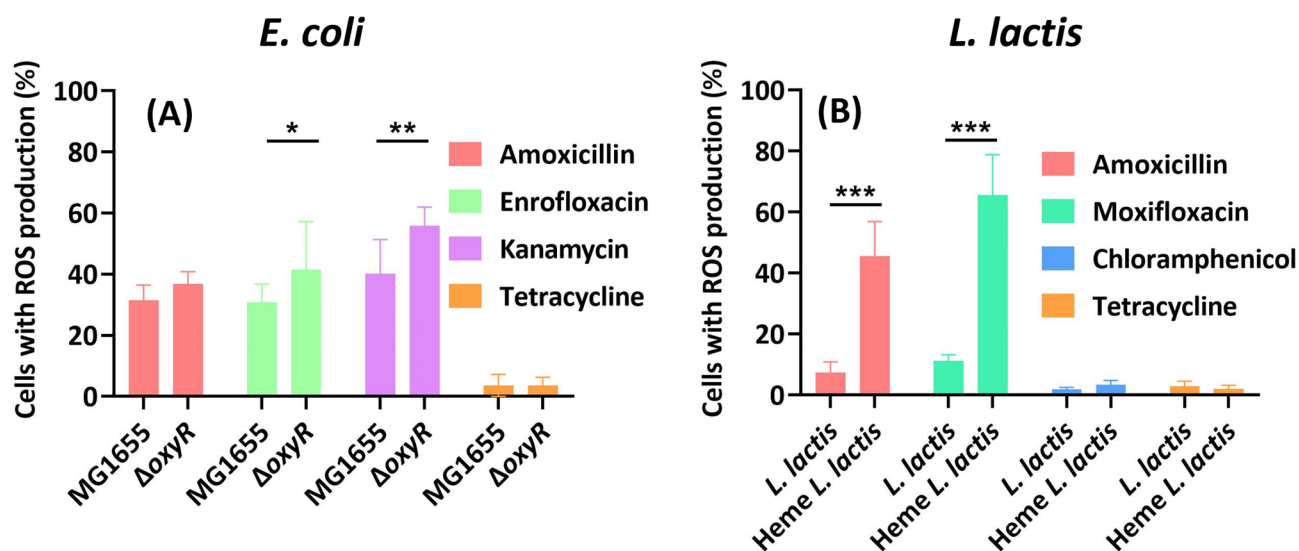 E. coli
Cells with ROS production (%)
100
80
60
40
20
0
(A)
*
**
Amoxicillin
Enrofloxacin
Kanamycin
Tetracycline
MG1655
ΔoxyR
MG1655
ΔoxyR
MG1655
ΔoxyR
MG1655
ΔoxyR
L. lactis
Cells with ROS production (%)
100
80
60
40
20
0
(B)
***
***
Amoxicillin
Moxifloxacin
Chloramphenicol
Tetracycline
L. lactis
Heme L. lactis
L. lactis
Heme L. lactis
L. lactis
Heme L. lactis
L. lactis
Heme L. lactis